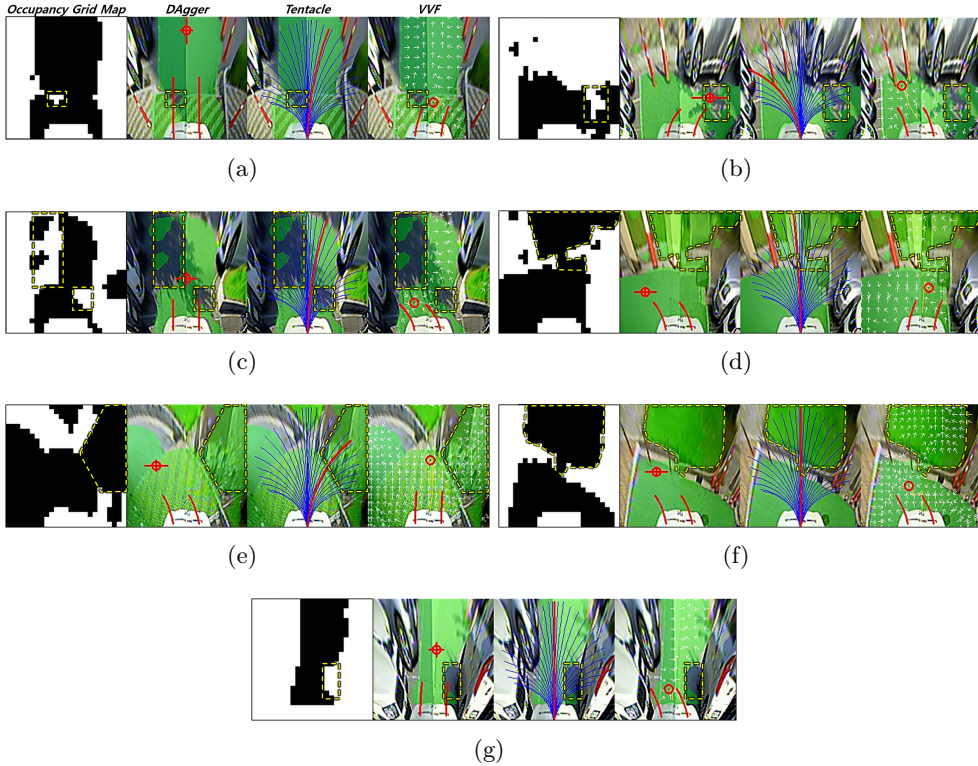 Occupancy Grid Map DAgger Tentacle VVF
(a) (b)
(c) (d)
(e) (f)
(g)